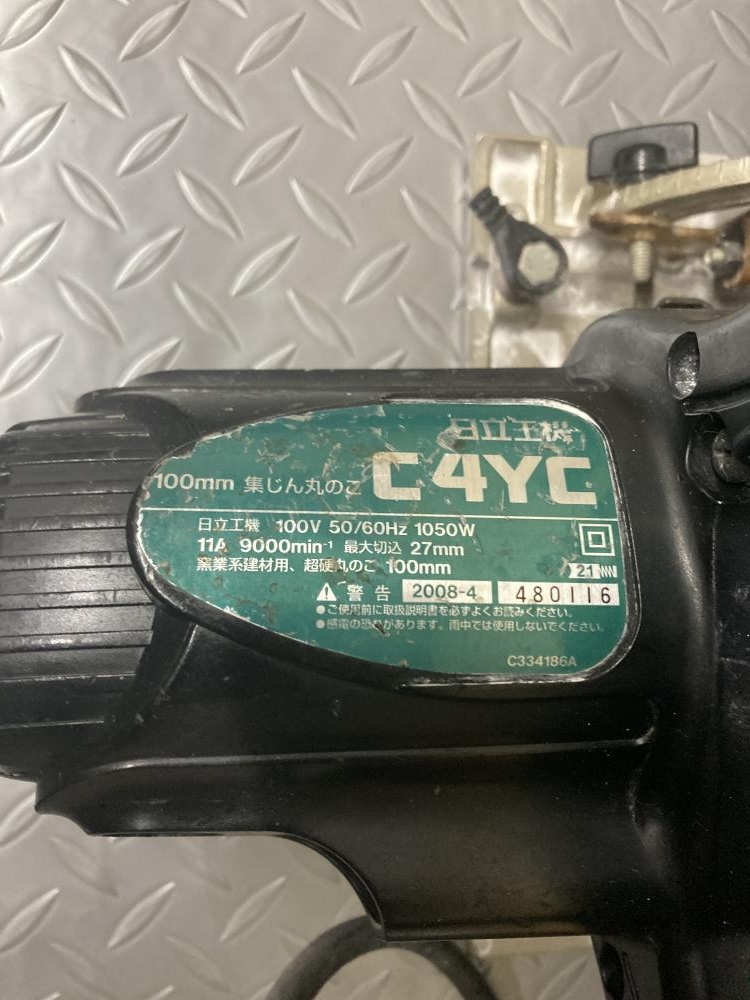 日立工機
100mm 集じん丸のこ C4YC
日立工機 100V 50/60Hz 1050W
11A 9000min⁻¹ 最大切込 27mm
窯業系建材用、超硬丸のこ 100mm
21
警告 2008-4 480116
●ご使用前に取扱説明書を必ずよくお読みください。
●感電の恐れがあります。雨中では使用しないでください。
C334186A